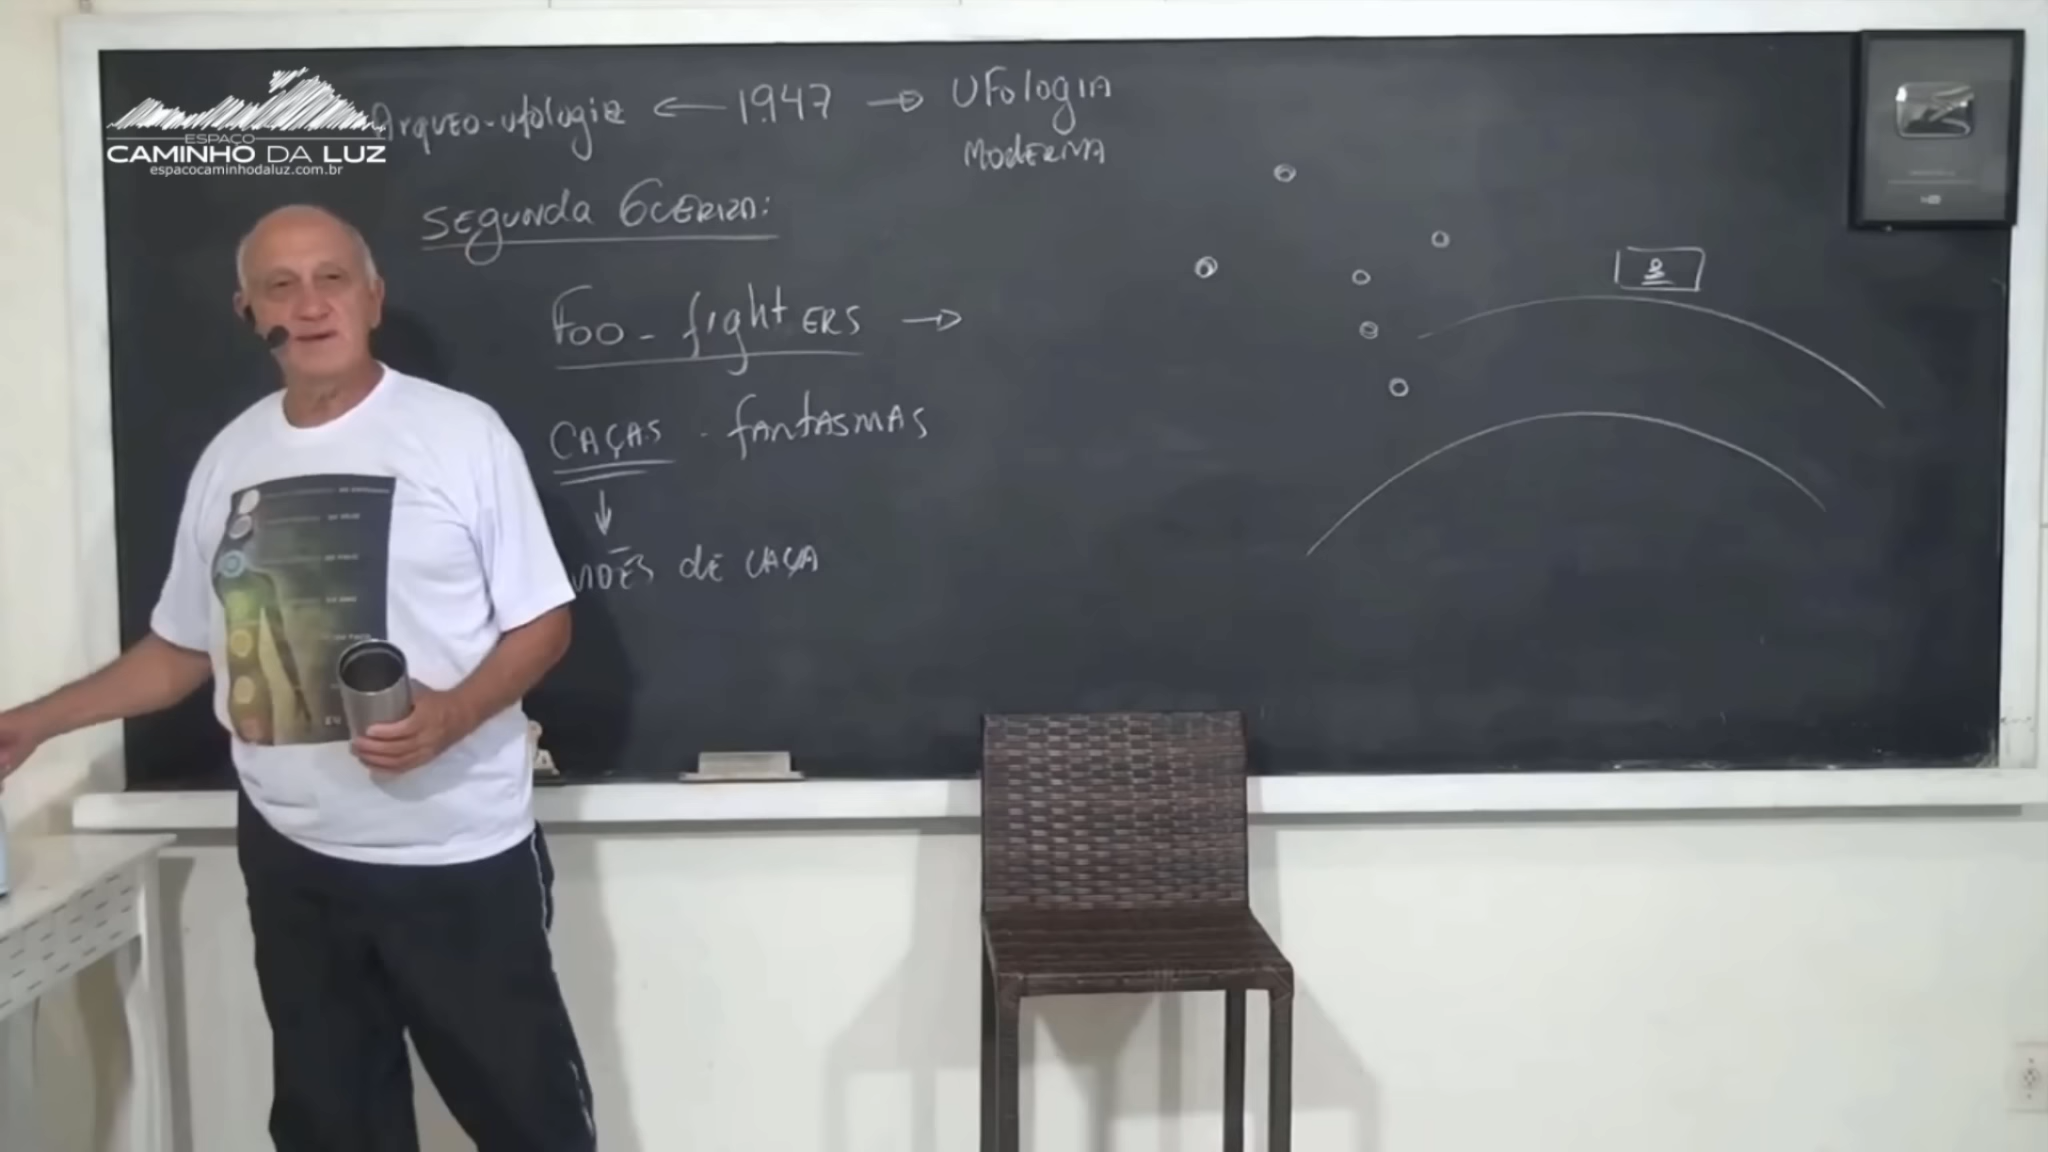 ESPAÇO
CAMINHO DA LUZ
espacocaminhodaluz.com.br
Arqueo-ufologia ← 1947 → UFologIA
MODERNA
SEgUNDA GUERRA:
FOO - fightERS →
CAÇAS - fANtASMAS
↓
dE CAÇA